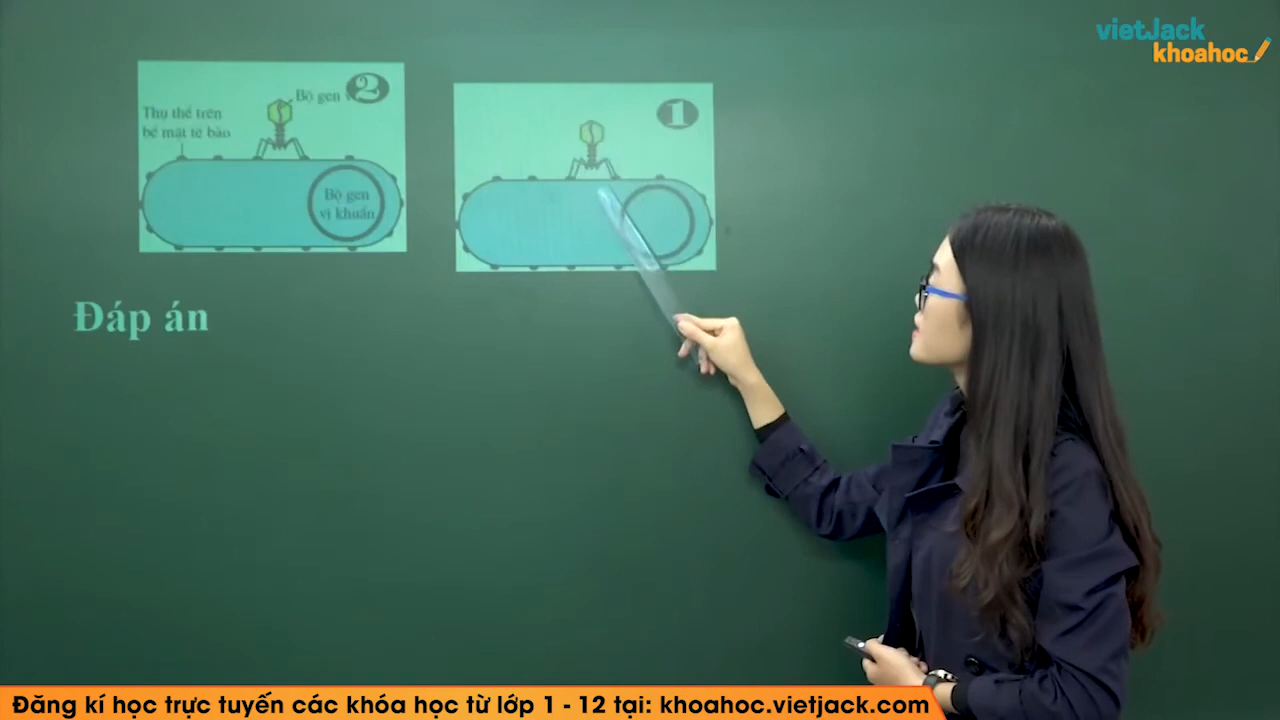 vietJack
khoahoc
2
Bộ gen
Thụ thể trên
bề mặt tế bào
Bộ gen
vi khuẩn
1
Đáp án
Đăng kí học trực tuyến các khóa học từ lớp 1 - 12 tại: khoahoc.vietjack.com